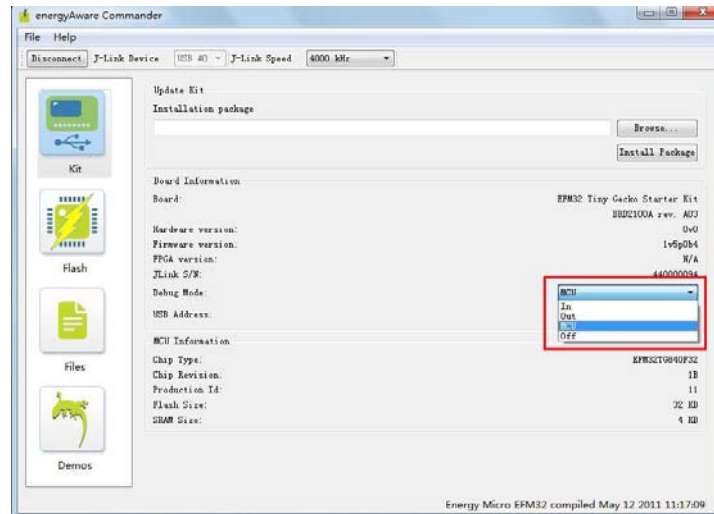 energyAware Commander
File Help
Disconnect J-Link Device USB #0 J-Link Speed 4000 kHz
Kit
Flash
Files
Demos
Update Kit
Installation package
Browse...
Install Package
Board Information
Board: EFM32 Tiny Gecko Starter Kit
BRD2100A rev. A03
Hardware version: 0v0
Firmware version: 1v5p0b4
FPGA version: N/A
JLink S/N: 440000094
Debug Mode: MCU
In
Out
MCU
Off
USB Address:
MCU Information
Chip Type: EFM32TG840F32
Chip Revision: 1B
Production Id: 11
Flash Size: 32 KB
SRAM Size: 4 KB
Energy Micro EFM32 compiled May 12 2011 11:17:09